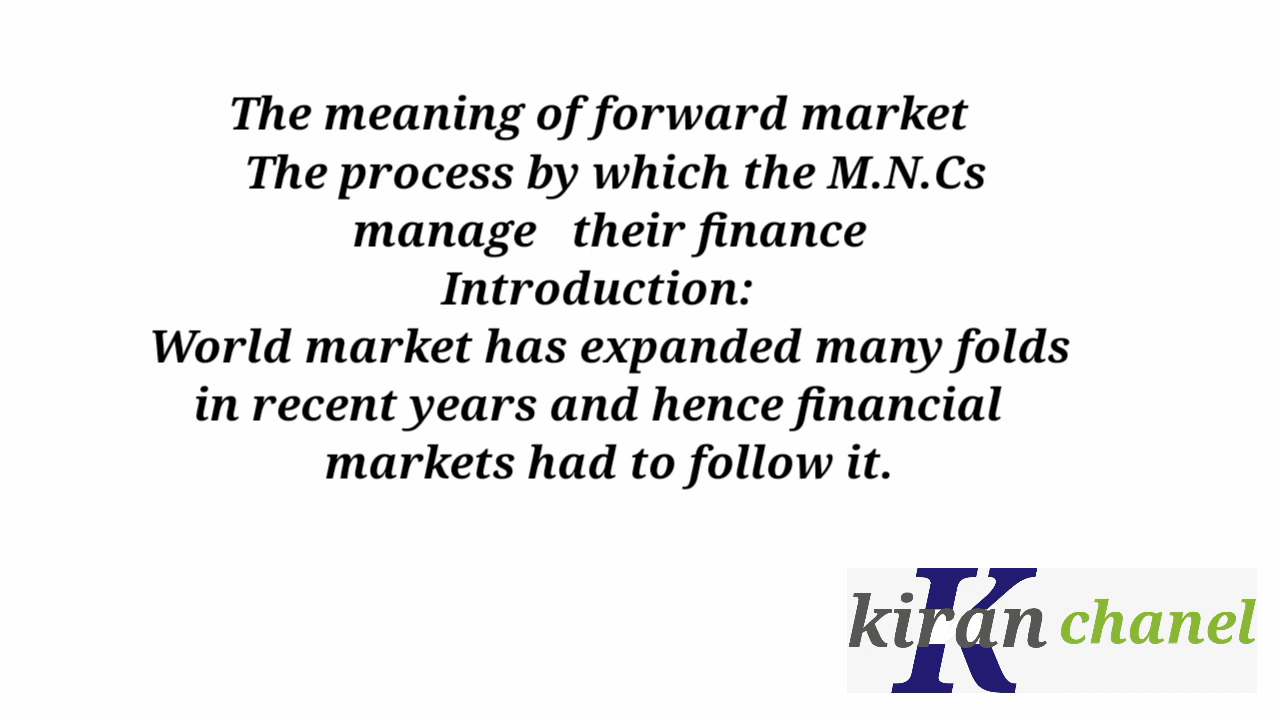 The meaning of forward market
The process by which the M.N.Cs
manage their finance
Introduction:
World market has expanded many folds
in recent years and hence financial
markets had to follow it.
K
kiran chanel